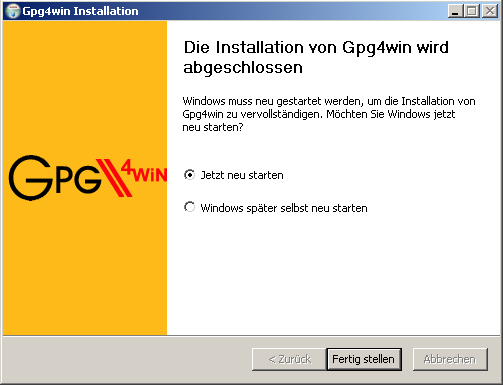 Gpg4win Installation
Die Installation von Gpg4win wird
abgeschlossen
Windows muss neu gestartet werden, um die Installation von
Gpg4win zu vervollständigen. Möchten Sie Windows jetzt
neu starten?
GPG4WiN
Jetzt neu starten
Windows später selbst neu starten
< Zurück
Fertig stellen
Abbrechen